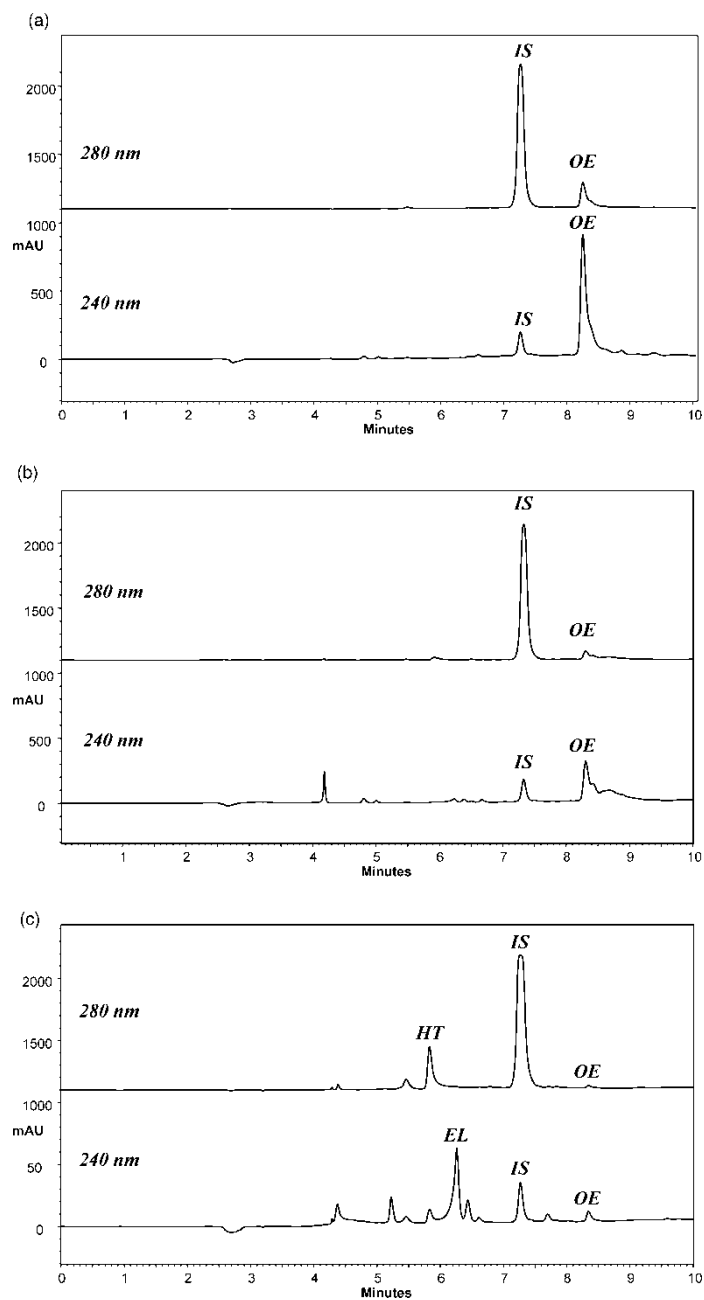 (a)
IS
2000
280 nm
1500
OE
1000
OE
mAU
500
240 nm
IS
0
0 1 2 3 4 5 6 7 8 9 10
Minutes
(b)
IS
2000
280 nm
1500
OE
1000
mAU
500
240 nm
IS
OE
0
1 2 3 4 5 6 7 8 9 10
Minutes
(c)
IS
2000
280 nm
1500
HT
OE
1000
mAU
EL
50
240 nm
IS
OE
0
0 1 2 3 4 5 6 7 8 9 10
Minutes